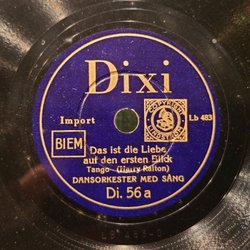 Dixi
Import
Lb 483
BIEM
Das ist die Liebe
auf den ersten Blick
Tango - (Harry Ralton)
DANSORKESTER MED SÅNG
Di. 56 a